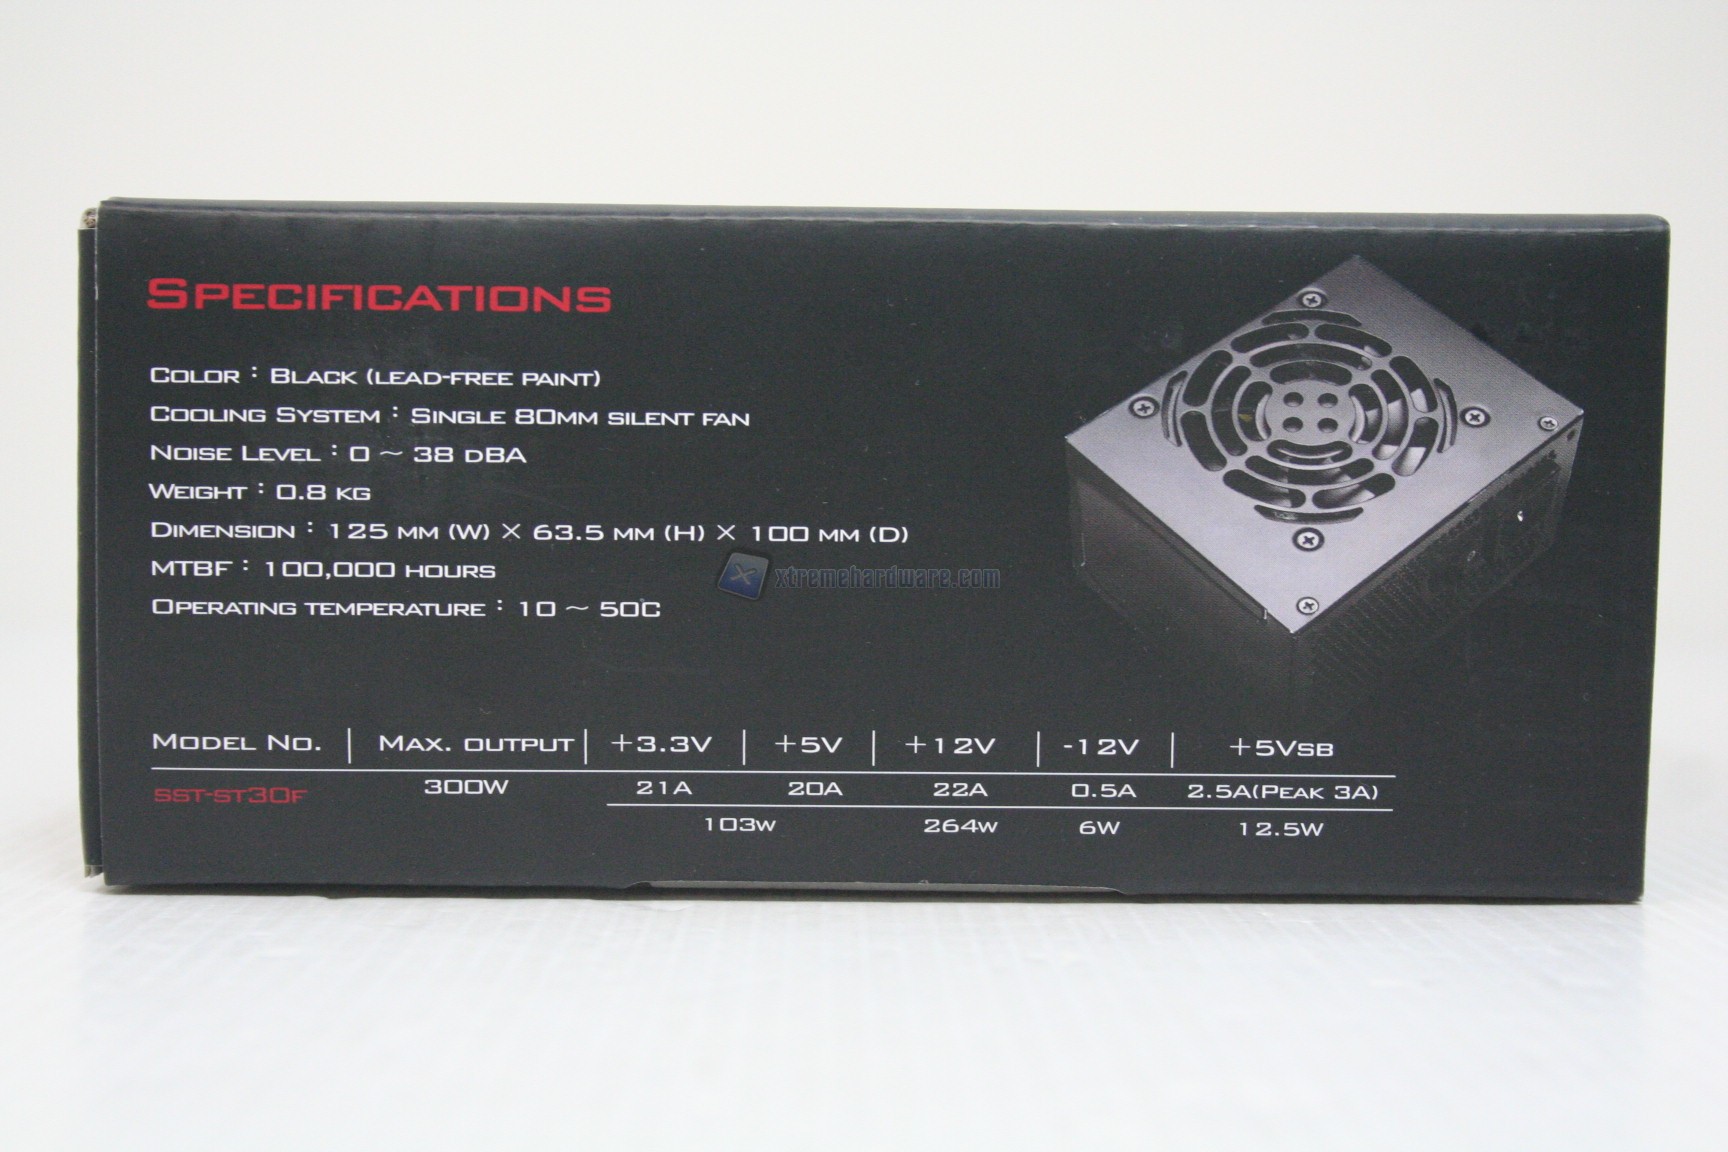 SPECIFICATIONS
COLOR : BLACK (LEAD-FREE PAINT)
COOLING SYSTEM : SINGLE 80MM SILENT FAN
NOISE LEVEL : 0 ~ 38 DBA
WEIGHT : 0.8 KG
DIMENSION : 125 MM (W) × 63.5 MM (H) × 100 MM (D)
MTBF : 100,000 HOURS
OPERATING TEMPERATURE : 10 ~ 50C
xtremehardware.com
MODEL NO. | MAX. OUTPUT | +3.3V | +5V | +12V | -12V | +5VSB
SST-ST30F 300W 21A 20A 22A 0.5A 2.5A(PEAK 3A)
103W 264W 6W 12.5W